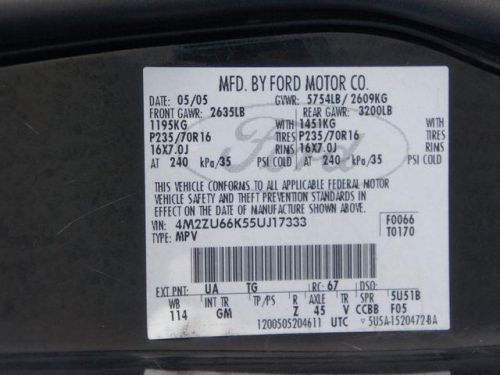 MFD. BY FORD MOTOR CO.
DATE: 05/05 GVWR: 5754LB/ 2609KG
FRONT GAWR: 2635LB REAR GAWR: 3200LB
1195KG WITH 1451KG WITH
P235/70R16 TIRES P235/70R16 TIRES
16X7.0J RIMS 16X7.0J RIMS
AT 240 kPa/35 PSI COLD AT 240 kPa/35 PSI COLD
THIS VEHICLE CONFORMS TO ALL APPLICABLE FEDERAL MOTOR
VEHICLE SAFETY AND THEFT PREVENTION STANDARDS IN
EFFECT ON THE DATE OF MANUFACTURE SHOWN ABOVE.
VIN: 4M2ZU66K55UJ17333 F0066
TYPE: MPV T0170
EXT PNT: UA TG RC: 67 DSO:
WB INT TR TP/PS R AXLE TR SPR 5U51B
114 GM Z 45 V CCBB F05
1200505204611 UTC 5U5A-1520472-BA
Ford